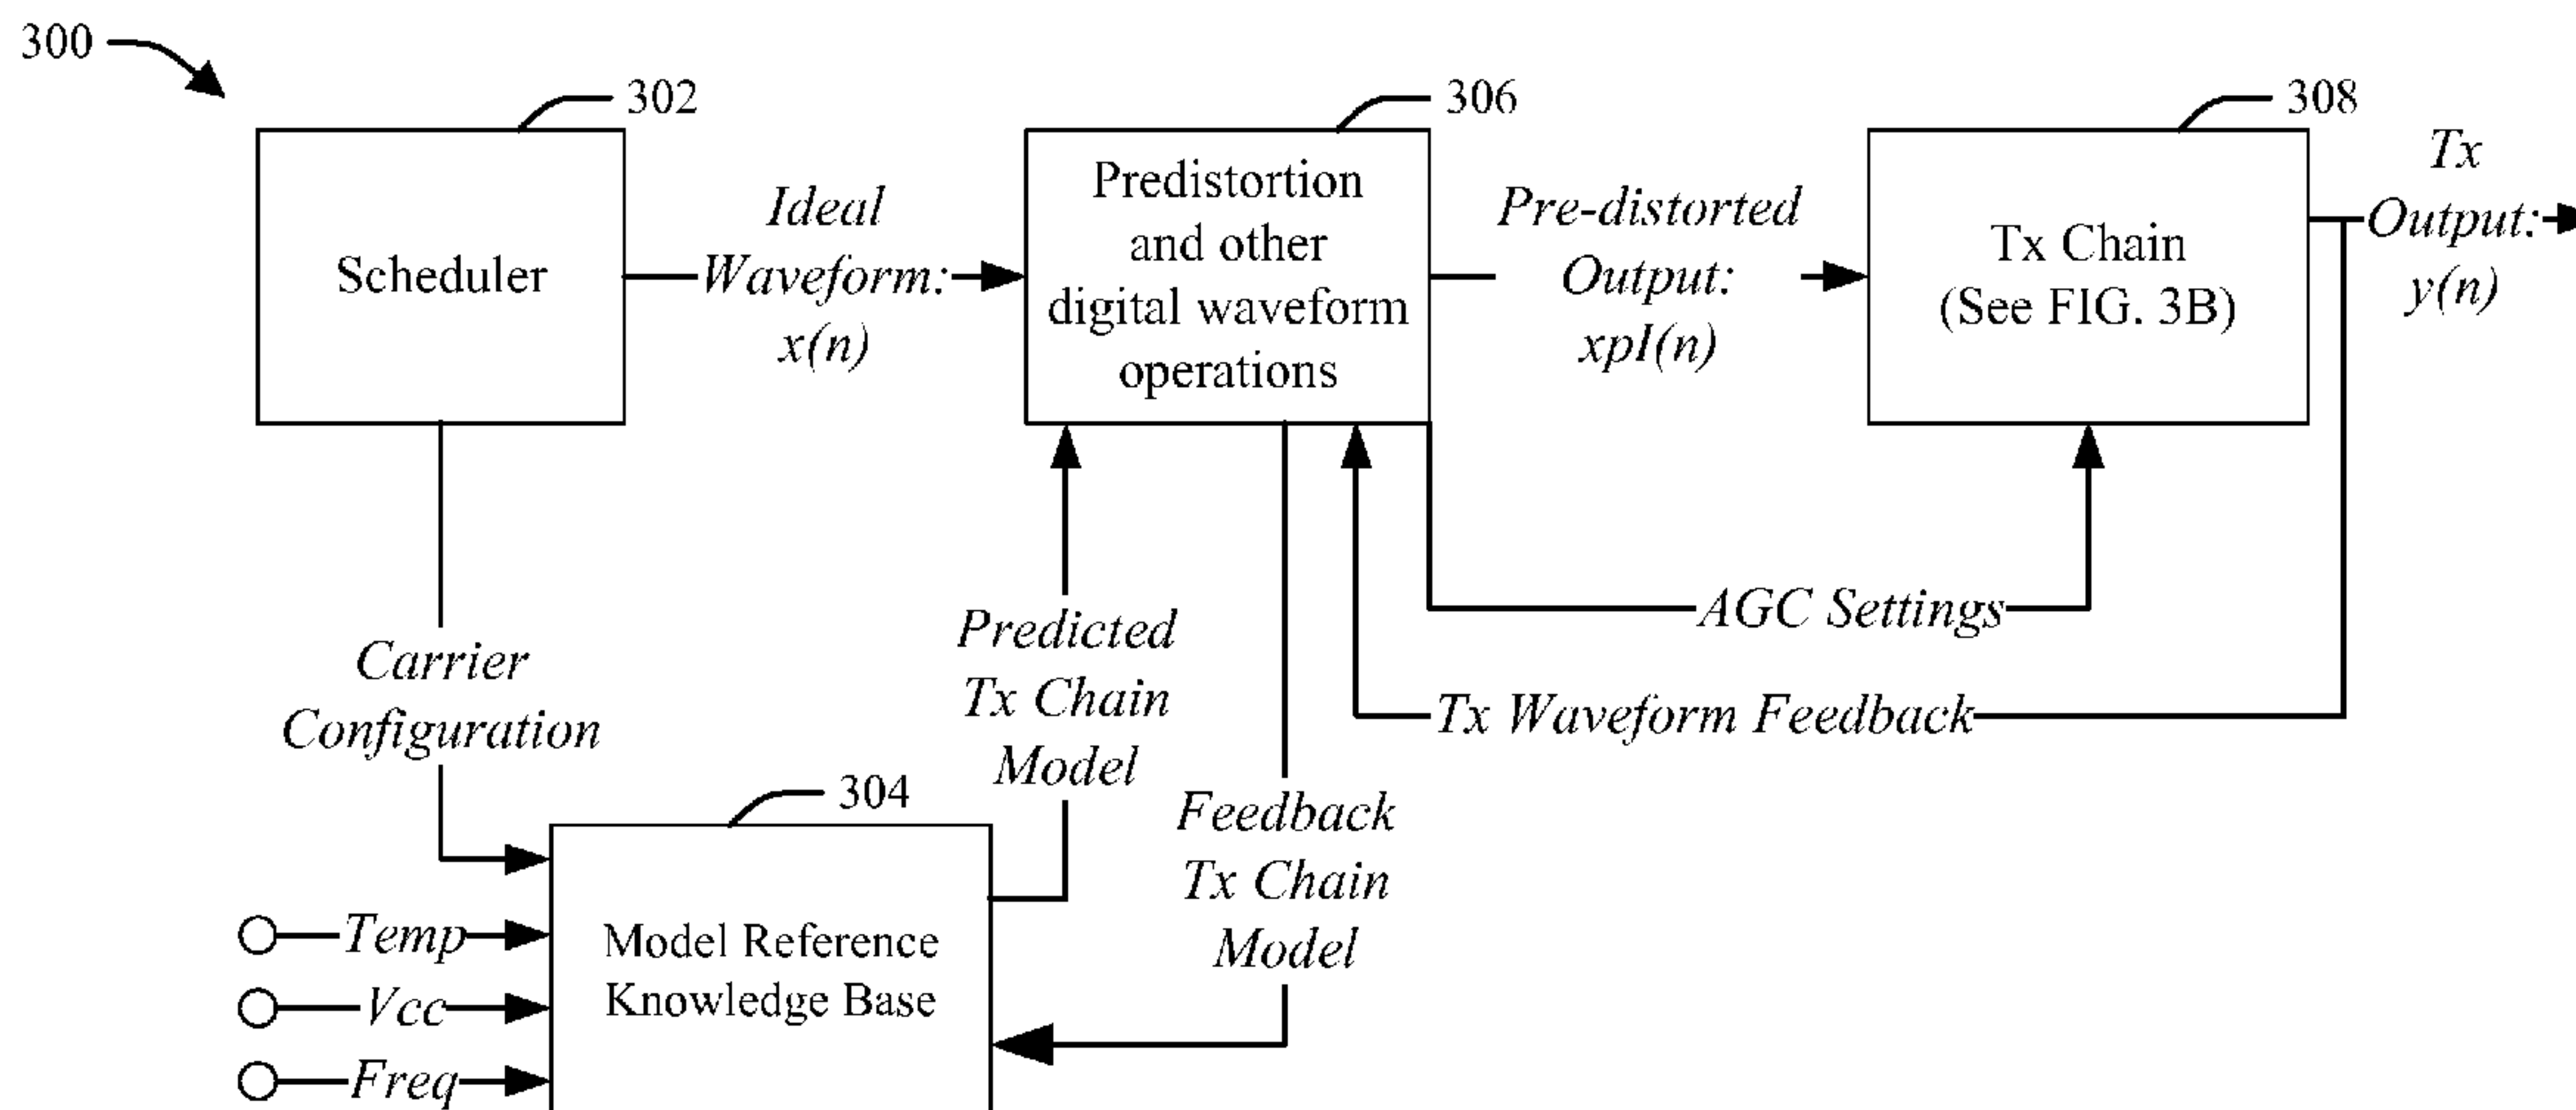 300
302
306
308
Scheduler
Ideal
Waveform:
x(n)
Predistortion
and other
digital waveform
operations
Pre-distorted
Output:
xpI(n)
Tx Chain
(See FIG. 3B)
Tx
Output:
y(n)
AGC Settings
Tx Waveform Feedback
Carrier
Configuration
Predicted
Tx Chain
Model
Feedback
Tx Chain
Model
304
Model Reference
Knowledge Base
Temp
Vcc
Freq